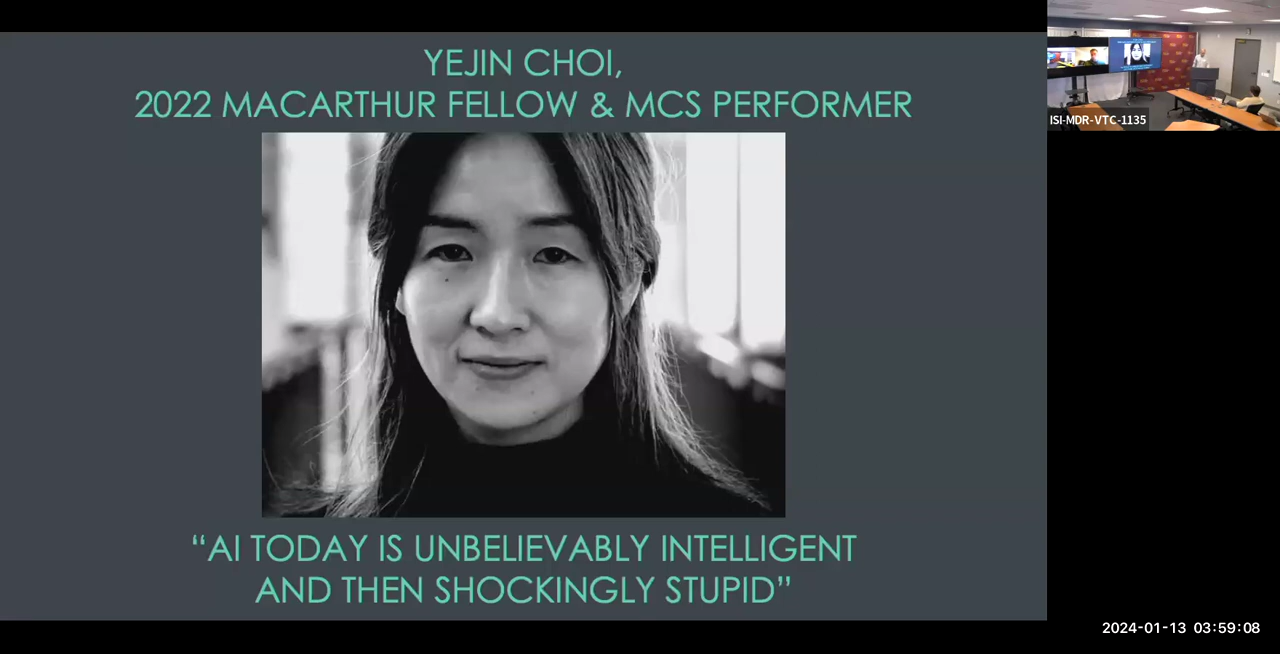 YEJIN CHOI,
2022 MACARTHUR FELLOW & MCS PERFORMER
“AI TODAY IS UNBELIEVABLY INTELLIGENT
AND THEN SHOCKINGLY STUPID”
ISI-MDR-VTC-1135
2024-01-13 03:59:08